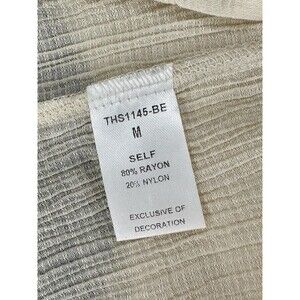 THS1145-BE
M
SELF
80% RAYON
20% NYLON
EXCLUSIVE OF
DECORATION